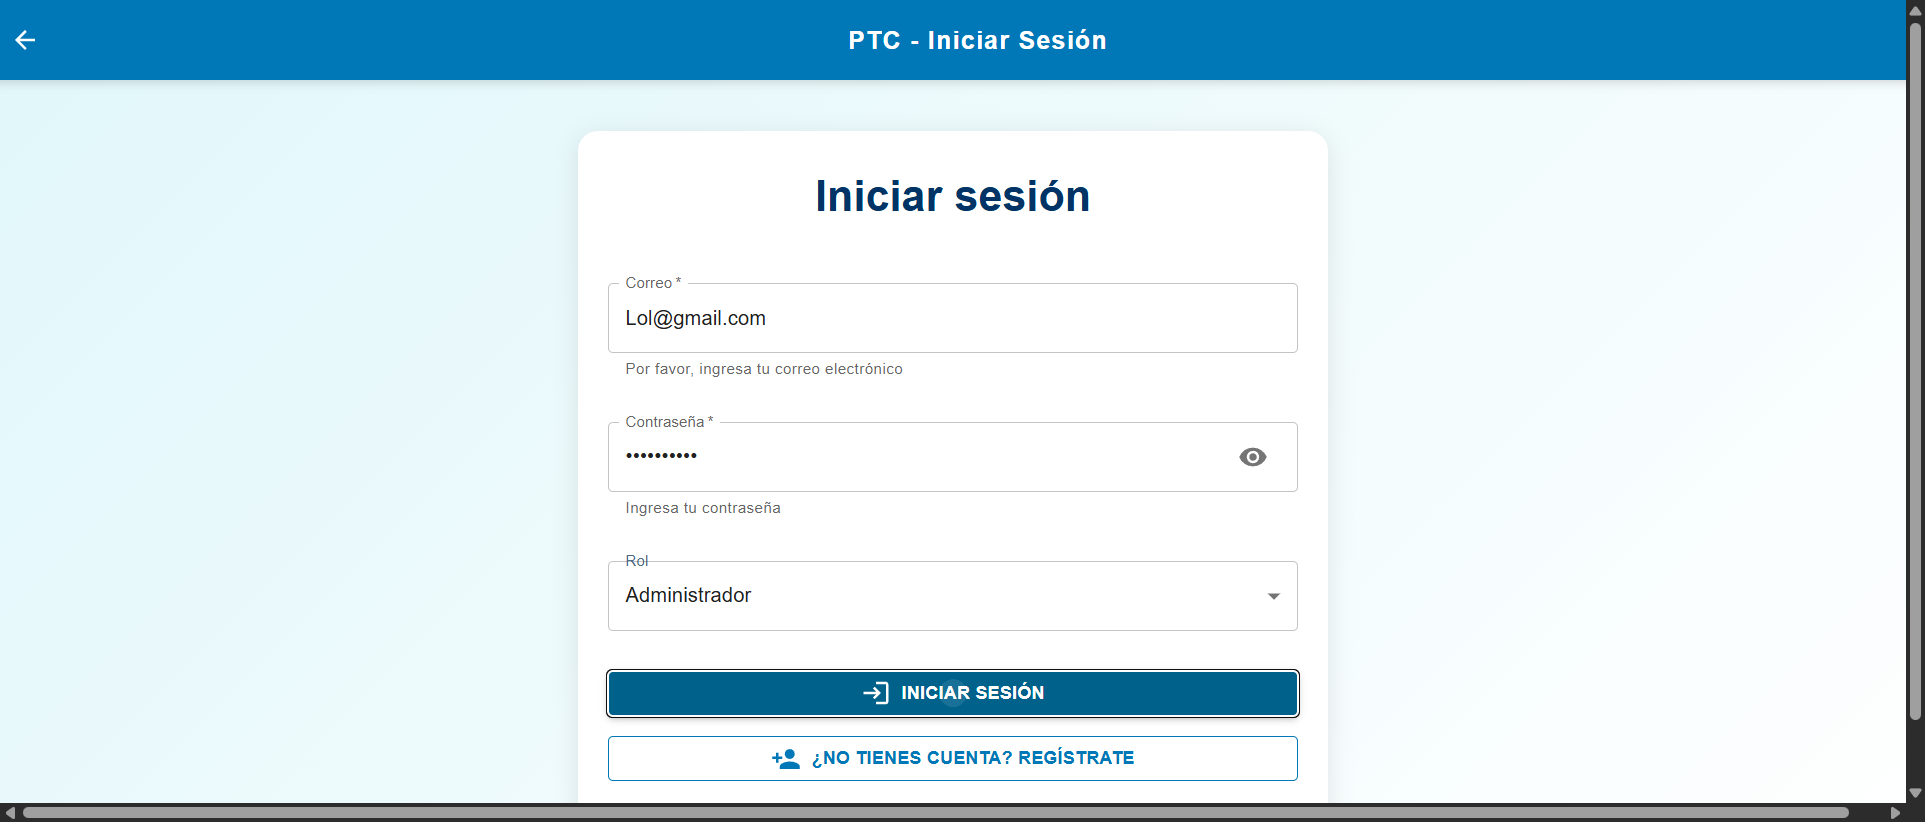 PTC - Iniciar Sesión
Iniciar sesión
Correo *
Lol@gmail.com
Por favor, ingresa tu correo electrónico
Contraseña *
••••••••••
Ingresa tu contraseña
Rol
Administrador
INICIAR SESIÓN
¿NO TIENES CUENTA? REGÍSTRATE